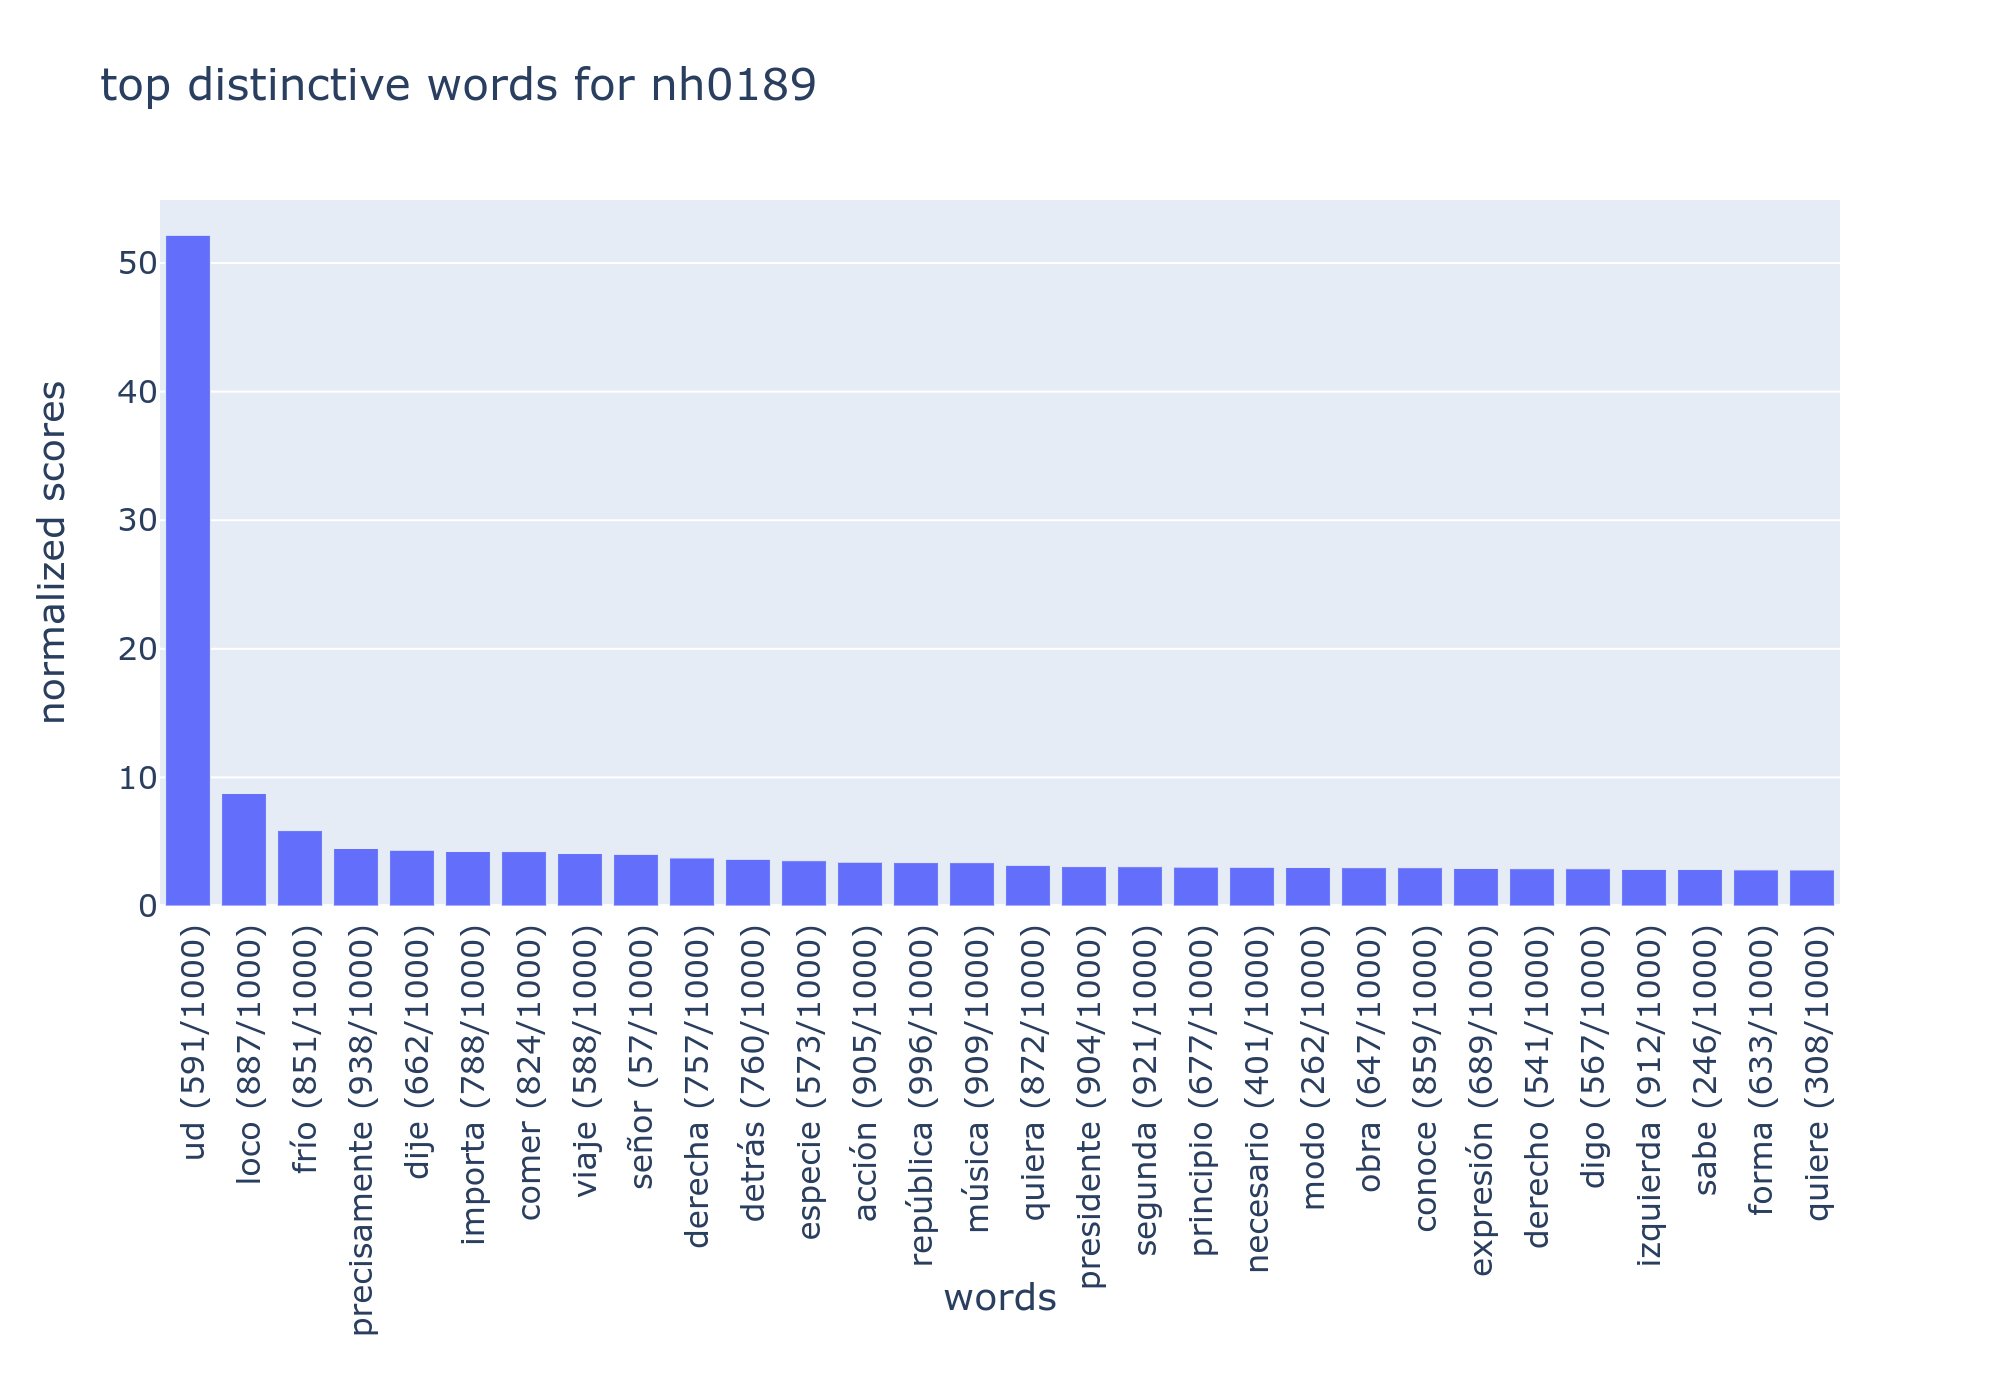 top distinctive words for nh0189
normalized scores
50
40
30
20
10
0
ud (591/1000)
loco (887/1000)
frío (851/1000)
precisamente (938/1000)
dije (662/1000)
importa (788/1000)
comer (824/1000)
viaje (588/1000)
señor (57/1000)
derecha (757/1000)
detrás (760/1000)
especie (573/1000)
acción (905/1000)
república (996/1000)
música (909/1000)
quiera (872/1000)
presidente (904/1000)
segunda (921/1000)
principio (677/1000)
necesario (401/1000)
modo (262/1000)
obra (647/1000)
conoce (859/1000)
expresión (689/1000)
derecho (541/1000)
digo (567/1000)
izquierda (912/1000)
sabe (246/1000)
forma (633/1000)
quiere (308/1000)
words